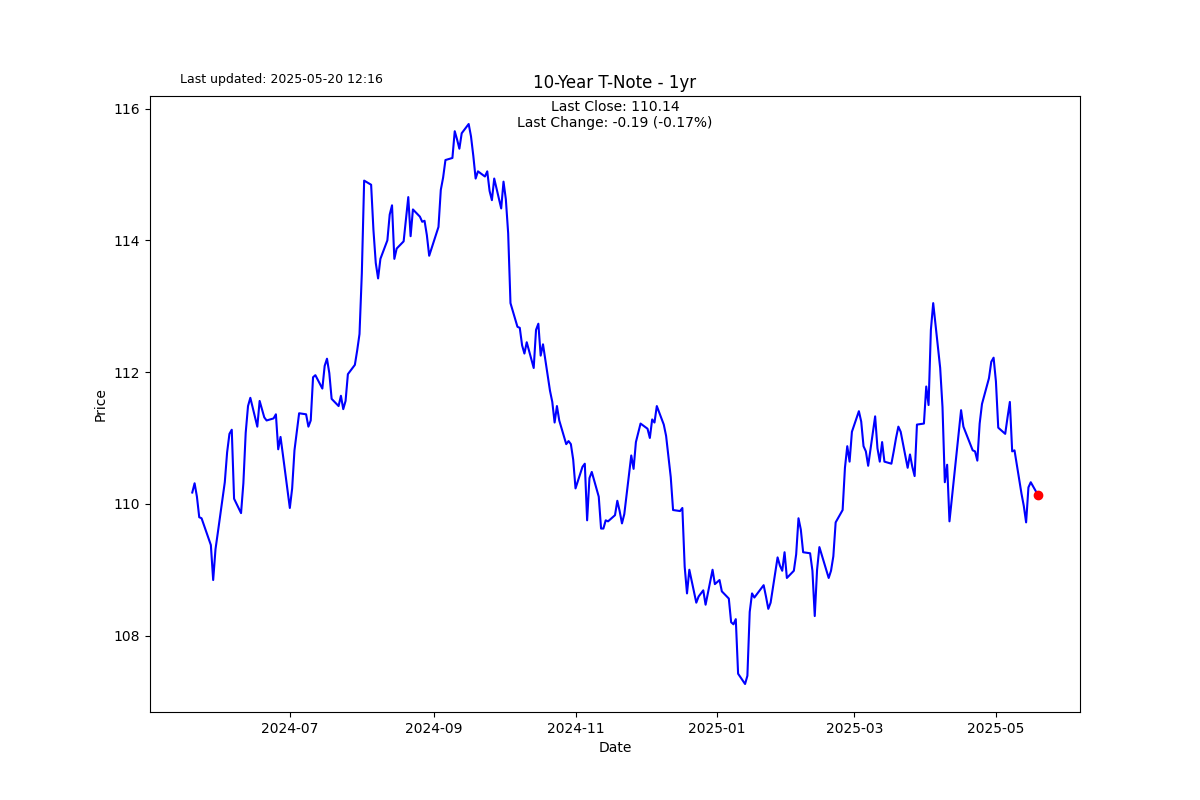 Last updated: 2025-05-20 12:16
10-Year T-Note - 1yr
Last Close: 110.14
Last Change: -0.19 (-0.17%)
116
114
112
110
108
Price
2024-07
2024-09
2024-11
2025-01
2025-03
2025-05
Date